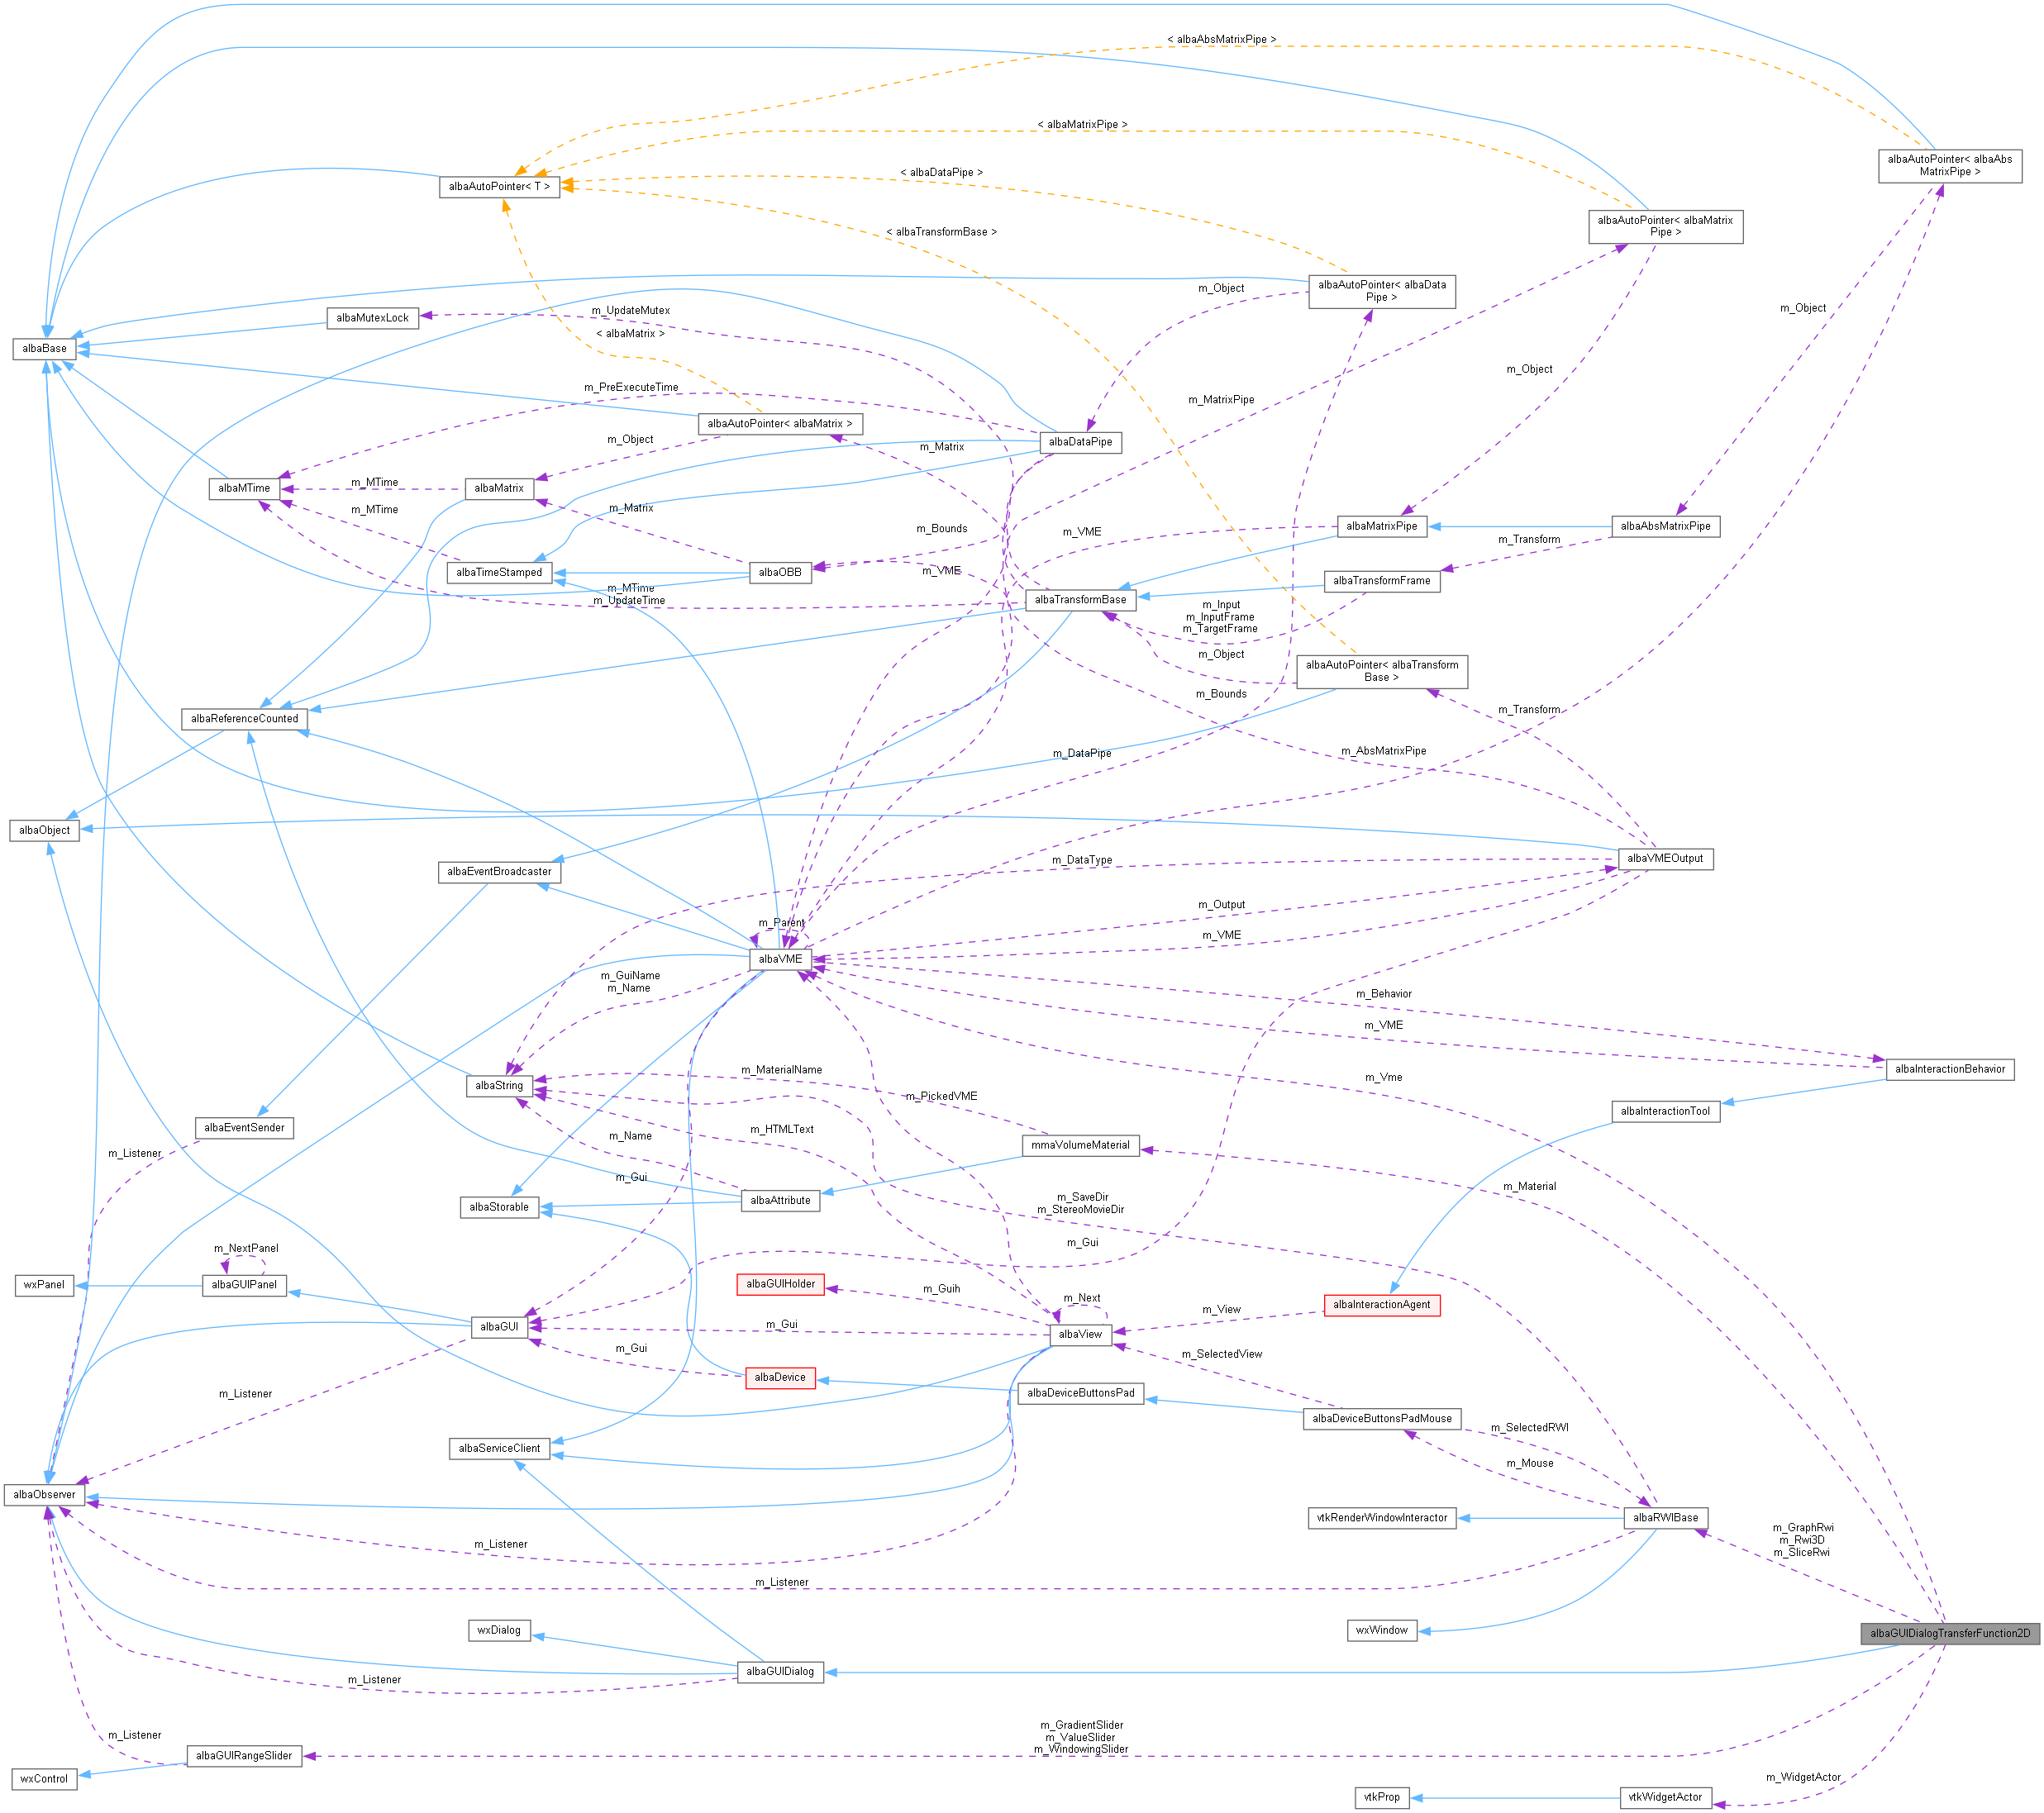 < albaAbsMatrixPipe >
< albaMatrixPipe >
albaAutoPointer< albaAbs
MatrixPipe >
< albaDataPipe >
albaAutoPointer< T >
albaAutoPointer< albaMatrix
Pipe >
< albaTransformBase >
albaAutoPointer< albaData
Pipe >
m_Object
m_Object
m_UpdateMutex
albaMutexLock
< albaMatrix >
albaBase
m_Object
m_PreExecuteTime
m_MatrixPipe
albaAutoPointer< albaMatrix >
m_Object
m_Matrix
albaDataPipe
m_MTime
albaMTime
albaMatrix
m_Matrix
m_MTime
m_Bounds
m_VME
albaMatrixPipe
albaAbsMatrixPipe
m_Transform
albaTimeStamped
albaOBB
m_VME
albaTransformFrame
m_MTime
m_UpdateTime
albaTransformBase
m_Input
m_InputFrame
m_TargetFrame
m_Object
albaAutoPointer< albaTransform
Base >
m_Bounds
m_Transform
albaReferenceCounted
m_DataPipe
m_AbsMatrixPipe
albaObject
m_DataType
albaVMEOutput
albaEventBroadcaster
m_Output
m_Parent
m_VME
albaVME
m_GuiName
m_Name
m_Behavior
m_VME
albaInteractionBehavior
m_MaterialName
m_Vme
albaString
m_PickedVME
albaInteractionTool
albaEventSender
m_HTMLText
m_Name
mmaVolumeMaterial
m_Listener
m_Gui
m_Material
albaAttribute
albaStorable
m_SaveDir
m_StereoMovieDir
m_Gui
m_NextPanel
wxPanel
albaGUIPanel
albaGUIHolder
m_Guih
m_Next
albaInteractionAgent
m_View
albaGUI
m_Gui
albaView
m_Gui
m_SelectedView
albaDevice
m_Listener
albaDeviceButtonsPad
albaDeviceButtonsPadMouse
m_SelectedRWI
albaServiceClient
m_Mouse
albaObserver
vtkRenderWindowInteractor
albaRWIBase
m_GraphRwi
m_Rwi3D
m_SliceRwi
m_Listener
m_Listener
wxDialog
wxWindow
albaGUIDialogTransferFunction2D
albaGUIDialog
m_Listener
m_GradientSlider
m_ValueSlider
m_WindowingSlider
m_Listener
albaGUIRangeSlider
wxControl
m_WidgetActor
vtkProp
vtkWidgetActor